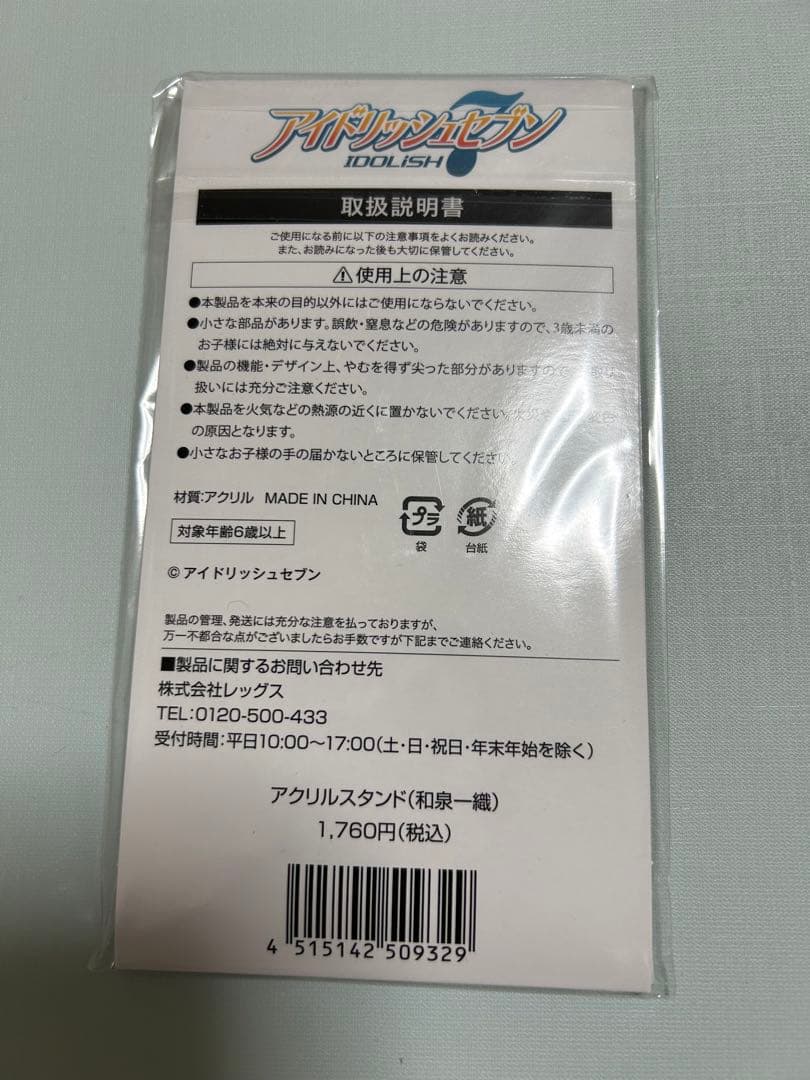 アイドリッシュセブン
7
IDOLiSH
取扱説明書
ご使用になる前に以下の注意事項をよくお読みください。
また、お読みになった後も大切に保管してください。
⚠使用上の注意
●本製品を本来の目的以外にはご使用にならないでください。
●小さな部品があります。誤飲・窒息などの危険がありますので、3歳未満の
お子様には絶対に与えないでください。
●製品の機能・デザイン上、やむを得ず尖った部分がありますので
扱いには充分ご注意ください。
●本製品を火気などの熱源の近くに置かないでください。
の原因となります。
●小さなお子様の手の届かないところに保管してください。
材質:アクリル MADE IN CHINA
プラ
袋
紙
台紙
対象年齢6歳以上
©アイドリッシュセブン
製品の管理、発送には充分な注意を払っておりますが、
万一不都合な点がございましたらお手数ですが下記までご連絡ください。
■製品に関するお問い合わせ先
株式会社レッグス
TEL:0120-500-433
受付時間:平日10:00〜17:00(土・日・祝日・年末年始を除く)
アクリルスタンド(和泉一織)
1,760円(税込)
4 515142 509329